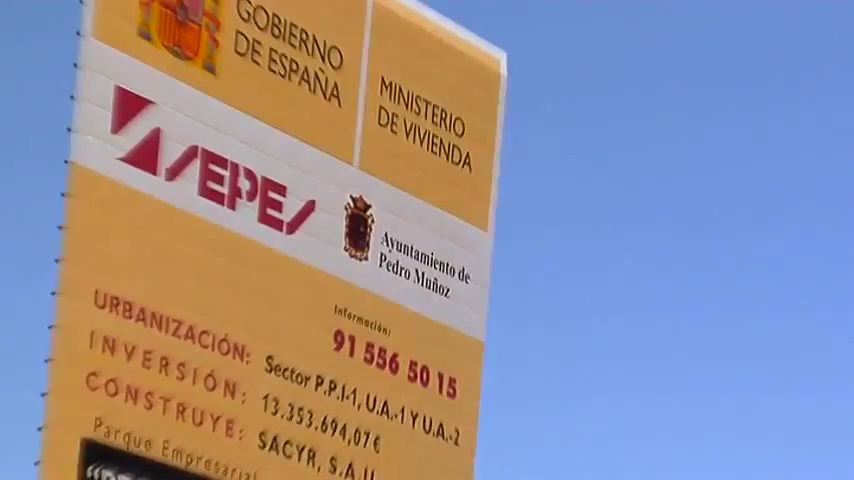 GOBIERNO
DE ESPAÑA
MINISTERIO
DE VIVIENDA
SEPES
Ayuntamiento de
Pedro Muñoz
Información:
91 556 50 15
URBANIZACIÓN: Sector P.P.I-1, U.A.-1 Y U.A.-2
INVERSIÓN: 13.353.694,07€
CONSTRUYE: SACYR, S.A.U.
Parque Empresarial